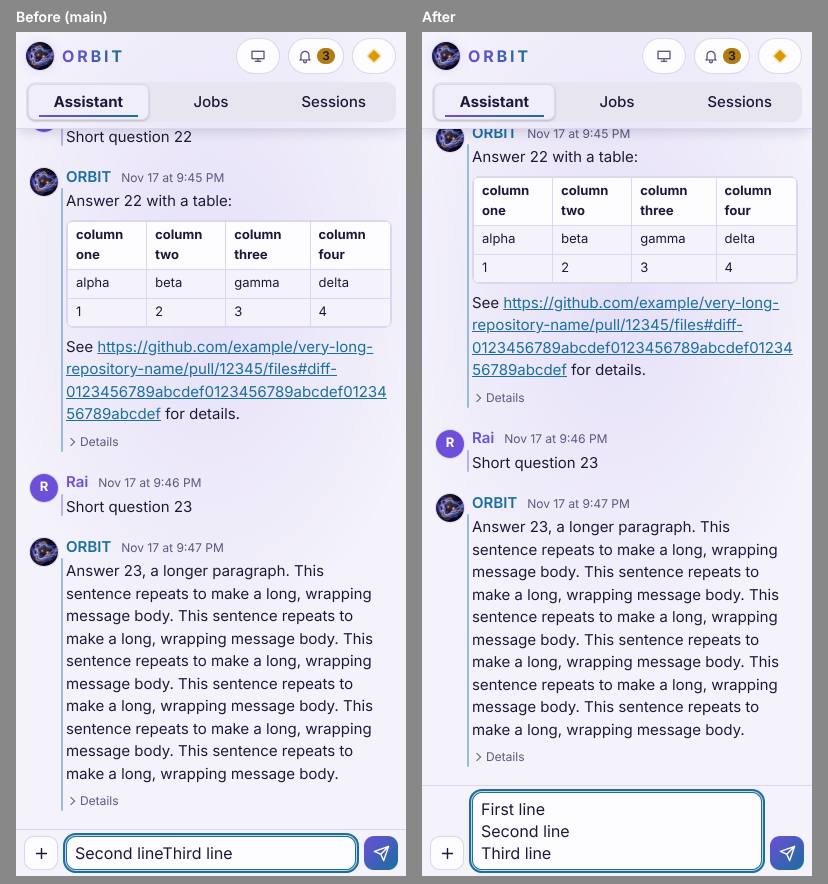 Before (main)
ORBIT
3
Assistant Jobs Sessions
Short question 22
ORBIT Nov 17 at 9:45 PM
Answer 22 with a table:
column one column two column three column four
alpha beta gamma delta
1 2 3 4
See https://github.com/example/very-long-
repository-name/pull/12345/files#diff-
0123456789abcdef0123456789abcdef01234
56789abcdef for details.
Details
R Rai Nov 17 at 9:46 PM
Short question 23
ORBIT Nov 17 at 9:47 PM
Answer 23, a longer paragraph. This
sentence repeats to make a long, wrapping
message body. This sentence repeats to
make a long, wrapping message body. This
sentence repeats to make a long, wrapping
message body. This sentence repeats to
make a long, wrapping message body. This
sentence repeats to make a long, wrapping
message body. This sentence repeats to
make a long, wrapping message body.
Details
Second lineThird line
After
ORBIT
3
Assistant Jobs Sessions
ORBIT Nov 17 at 9:45 PM
Answer 22 with a table:
column one column two column three column four
alpha beta gamma delta
1 2 3 4
See https://github.com/example/very-long-
repository-name/pull/12345/files#diff-
0123456789abcdef0123456789abcdef01234
56789abcdef for details.
Details
R Rai Nov 17 at 9:46 PM
Short question 23
ORBIT Nov 17 at 9:47 PM
Answer 23, a longer paragraph. This
sentence repeats to make a long, wrapping
message body. This sentence repeats to
make a long, wrapping message body. This
sentence repeats to make a long, wrapping
message body. This sentence repeats to
make a long, wrapping message body. This
sentence repeats to make a long, wrapping
message body. This sentence repeats to
make a long, wrapping message body.
Details
First line
Second line
Third line